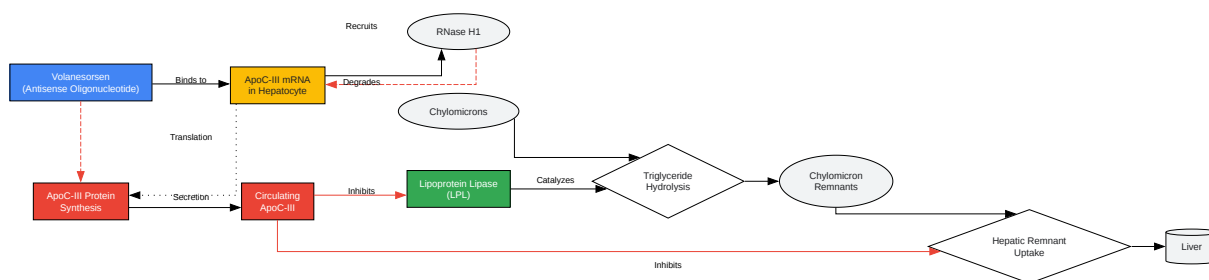 Recruits
RNase H1
Volanesorsen
(Antisense Oligonucleotide)
Binds to
ApoC-III mRNA
in Hepatocyte
Degrades
Chylomicrons
Translation
ApoC-III Protein
Synthesis
Secretion
Circulating
ApoC-III
Inhibits
Lipoprotein Lipase
(LPL)
Catalyzes
Triglyceride
Hydrolysis
Chylomicron
Remnants
Hepatic Remnant
Uptake
Liver
Inhibits